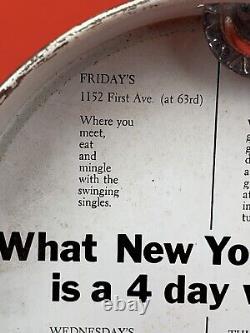 FRIDAY'S
1152 First Ave. (at 63rd)
Where you
meet,
eat
and
mingle
with the
swinging
singles.
What New Yo
is a 4 day
WEDNESDAY'S